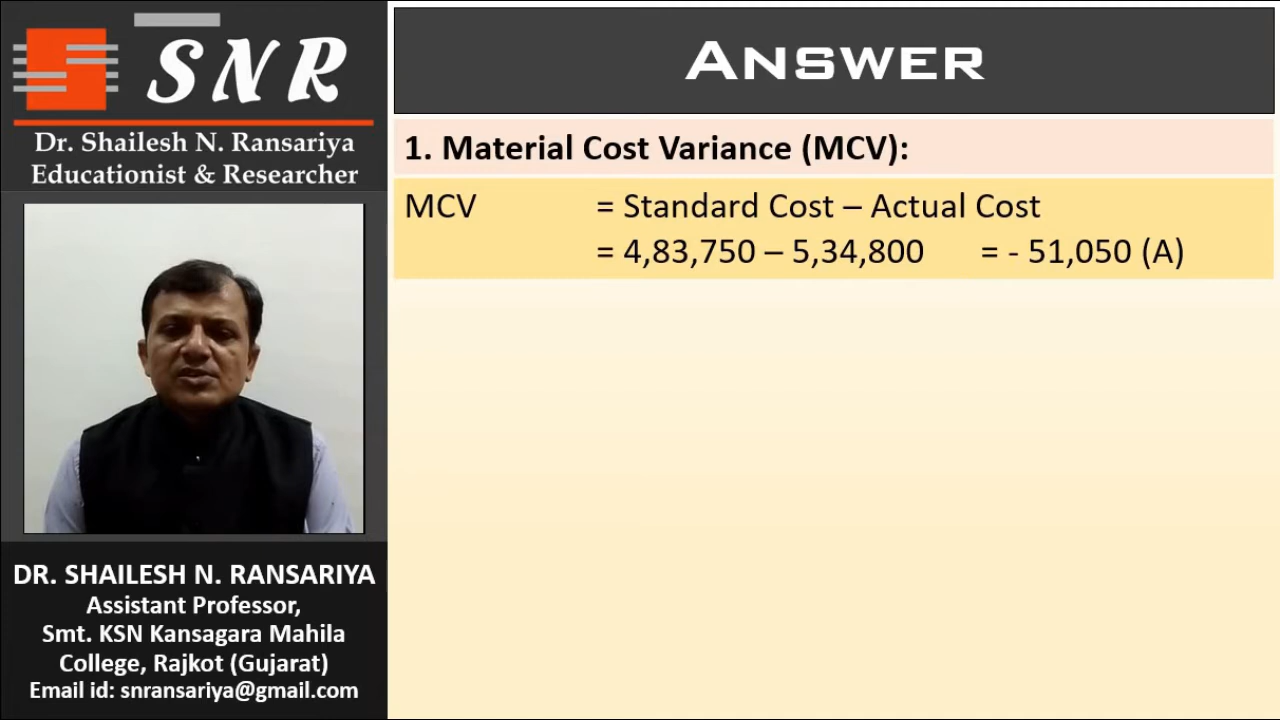 SNR
Dr. Shailesh N. Ransariya
Educationist & Researcher
DR. SHAILESH N. RANSARIYA
Assistant Professor,
Smt. KSN Kansagara Mahila
College, Rajkot (Gujarat)
Email id: snransariya@gmail.com
ANSWER
1. Material Cost Variance (MCV):
MCV = Standard Cost – Actual Cost
= 4,83,750 – 5,34,800 = - 51,050 (A)